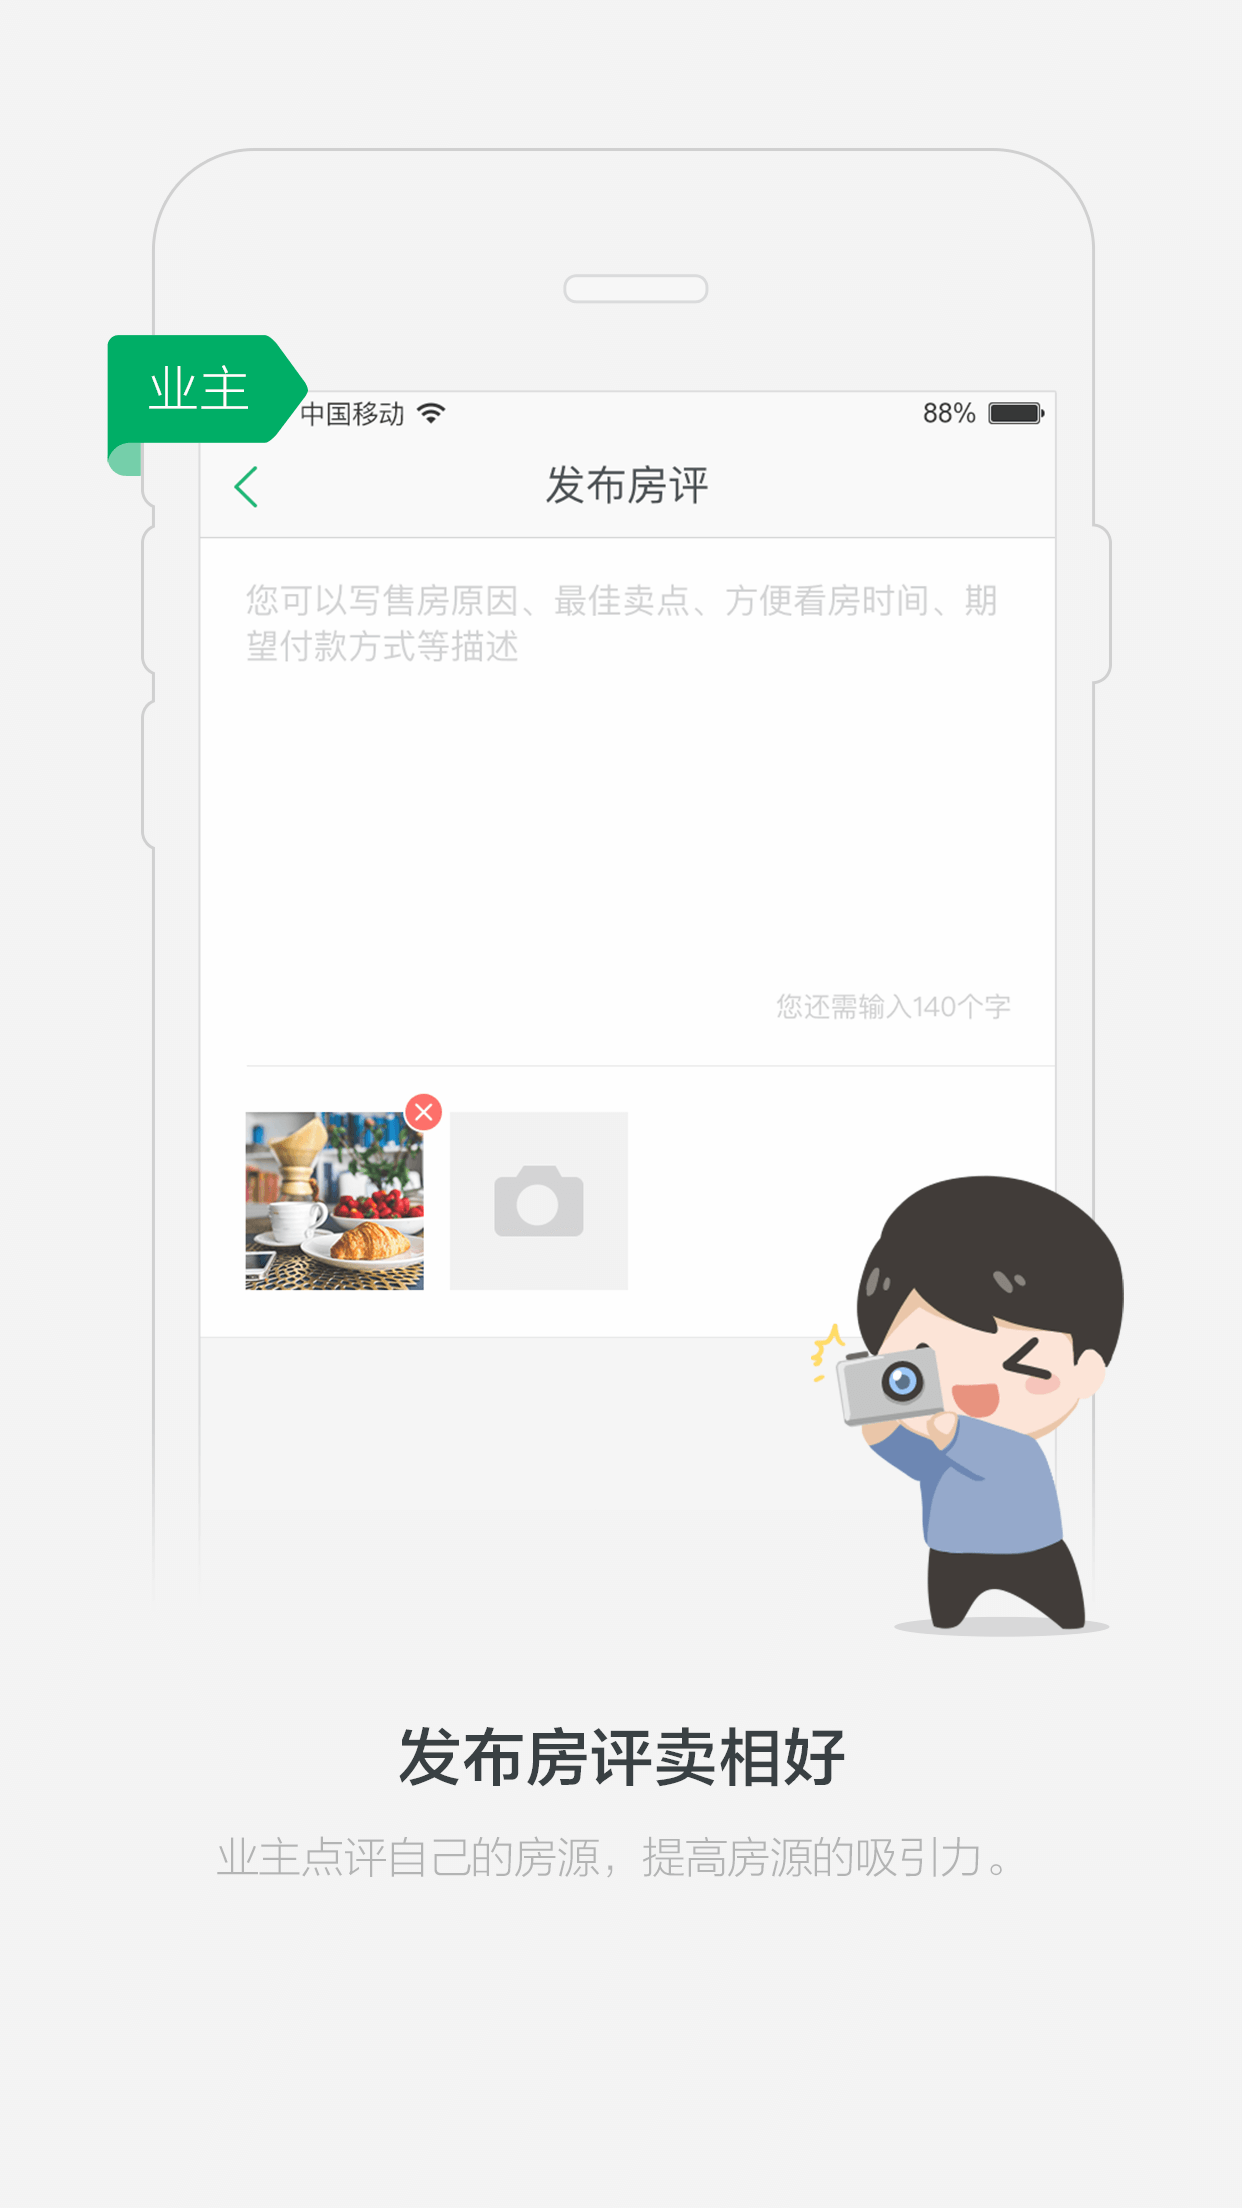 业主
中国移动
88%
发布房评
您可以写售房原因、最佳卖点、方便看房时间、期
望付款方式等描述
您还需输入140个字
发布房评卖相好
业主点评自己的房源，提高房源的吸引力。